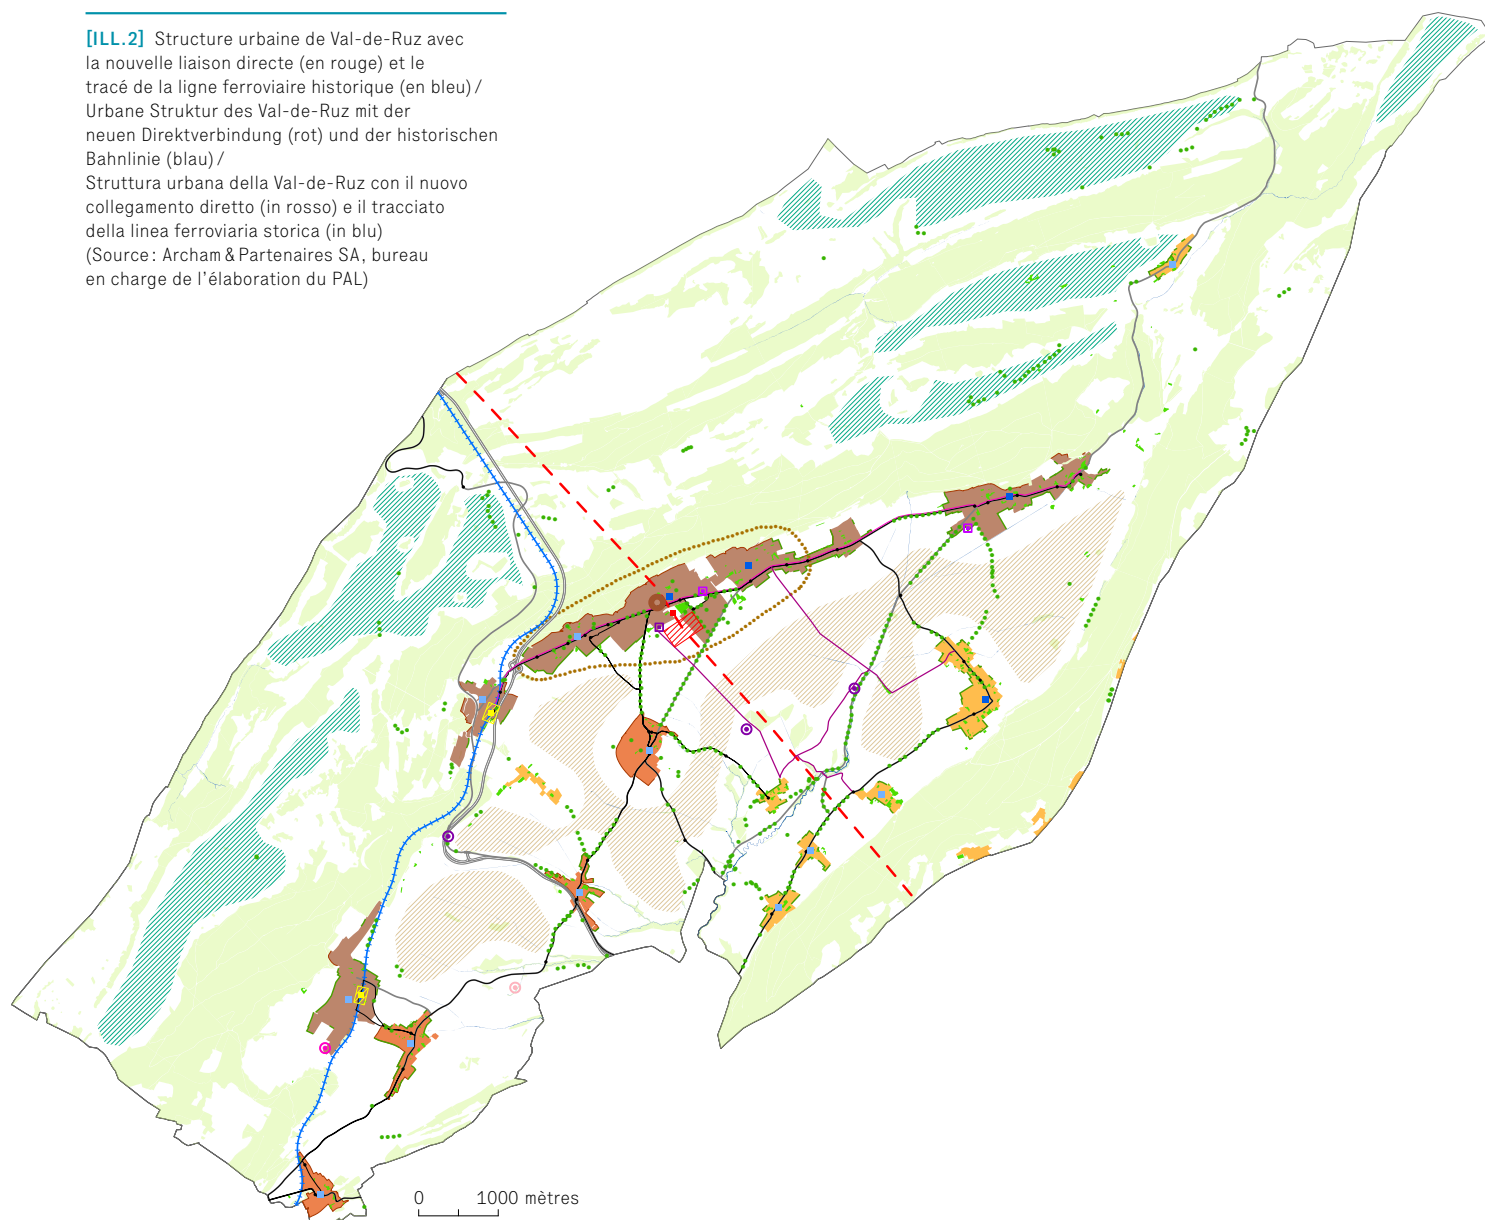 [ILL.2] Structure urbaine de Val-de-Ruz avec
la nouvelle liaison directe (en rouge) et le
tracé de la ligne ferroviaire historique (en bleu) /
Urbane Struktur des Val-de-Ruz mit der
neuen Direktverbindung (rot) und der historischen
Bahnlinie (blau) /
Struttura urbana della Val-de-Ruz con il nuovo
collegamento diretto (in rosso) e il tracciato
della linea ferroviaria storica (in blu)
(Source : Archam & Partenaires SA, bureau
en charge de l'élaboration du PAL)
0 1000 mètres